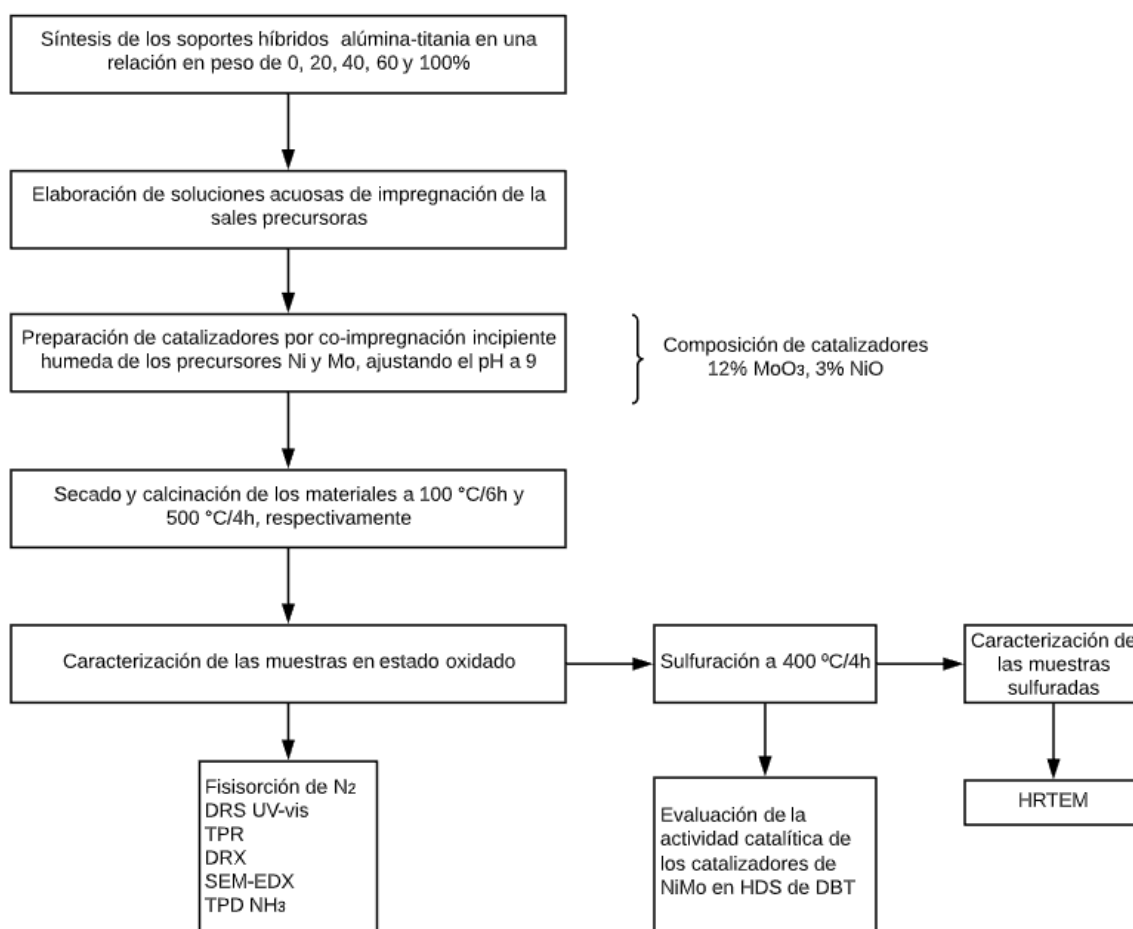 Síntesis de los soportes híbridos alúmina-titania en una
relación en peso de 0, 20, 40, 60 y 100%
Elaboración de soluciones acuosas de impregnación de la
sales precursoras
Preparación de catalizadores por co-impregnación incipiente
humeda de los precursores Ni y Mo, ajustando el pH a 9
Composición de catalizadores
12% MoO₃, 3% NiO
Secado y calcinación de los materiales a 100 °C/6h y
500 °C/4h, respectivamente
Caracterización de las muestras en estado oxidado
Sulfuración a 400 ºC/4h
Caracterización de
las muestras
sulfuradas
Fisisorción de N₂
DRS UV-vis
TPR
DRX
SEM-EDX
TPD NH₃
Evaluación de la
actividad catalítica de
los catalizadores de
NiMo en HDS de DBT
HRTEM